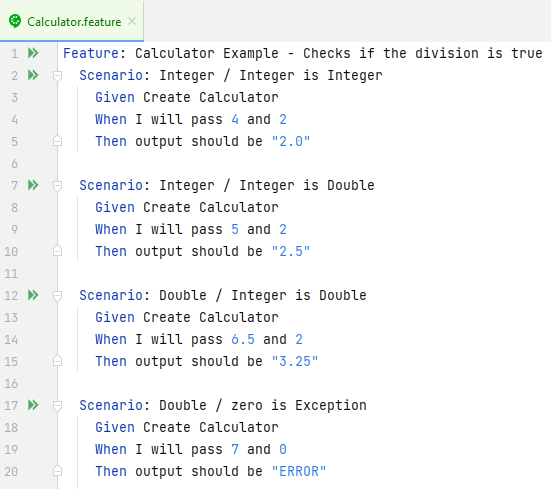 Calculator.feature
1 Feature: Calculator Example - Checks if the division is true
2 Scenario: Integer / Integer is Integer
3 Given Create Calculator
4 When I will pass 4 and 2
5 Then output should be "2.0"
6
7 Scenario: Integer / Integer is Double
8 Given Create Calculator
9 When I will pass 5 and 2
10 Then output should be "2.5"
11
12 Scenario: Double / Integer is Double
13 Given Create Calculator
14 When I will pass 6.5 and 2
15 Then output should be "3.25"
16
17 Scenario: Double / zero is Exception
18 Given Create Calculator
19 When I will pass 7 and 0
20 Then output should be "ERROR"